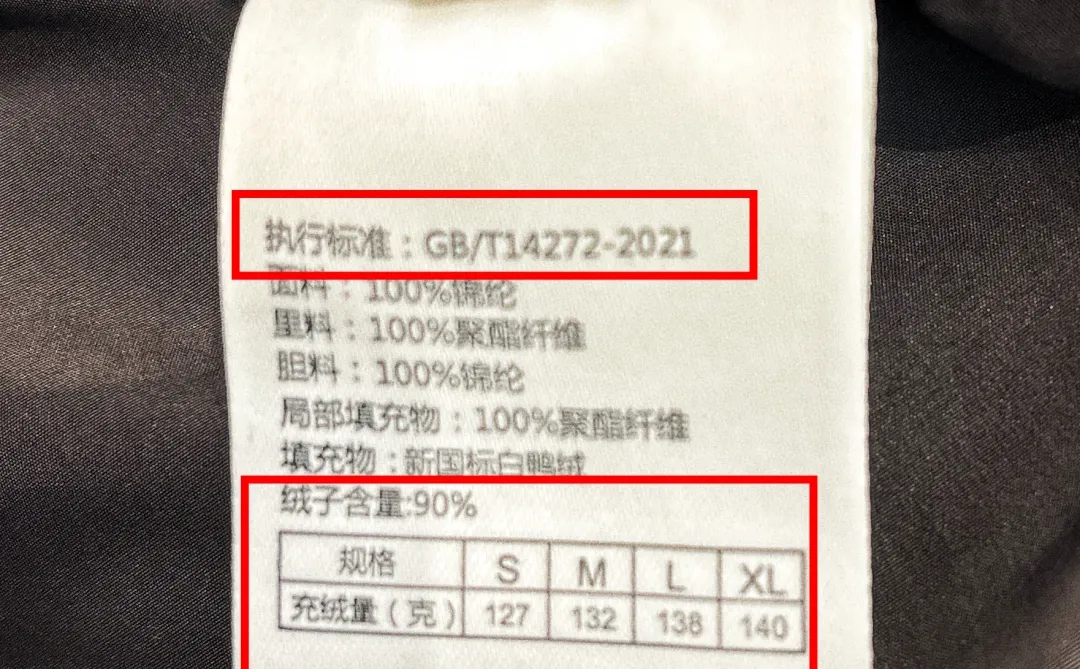 执行标准：GB/T14272-2021
面料：100%锦纶
里料：100%聚酯纤维
胆料：100%锦纶
局部填充物：100%聚酯纤维
填充物：新国标白鸭绒
绒子含量:90%
规格 S M L XL
充绒量（克） 127 132 138 140